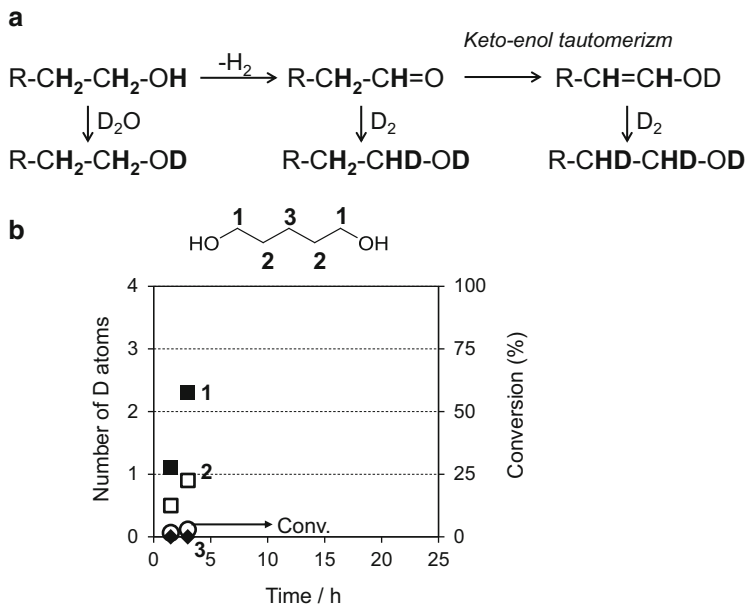 a
Keto-enol tautomerizm
R-CH₂-CH₂-OH -H₂ R-CH₂-CH=O R-CH=CH-OD
D₂O D₂ D₂
R-CH₂-CH₂-OD R-CH₂-CHD-OD R-CHD-CHD-OD
b
1 3 1
HO OH
2 2
4 100
3 75
1
2 50
2
1 25
Conv.
0 0
3
0 5 10 15 20 25
Number of D atoms
Conversion (%)
Time / h